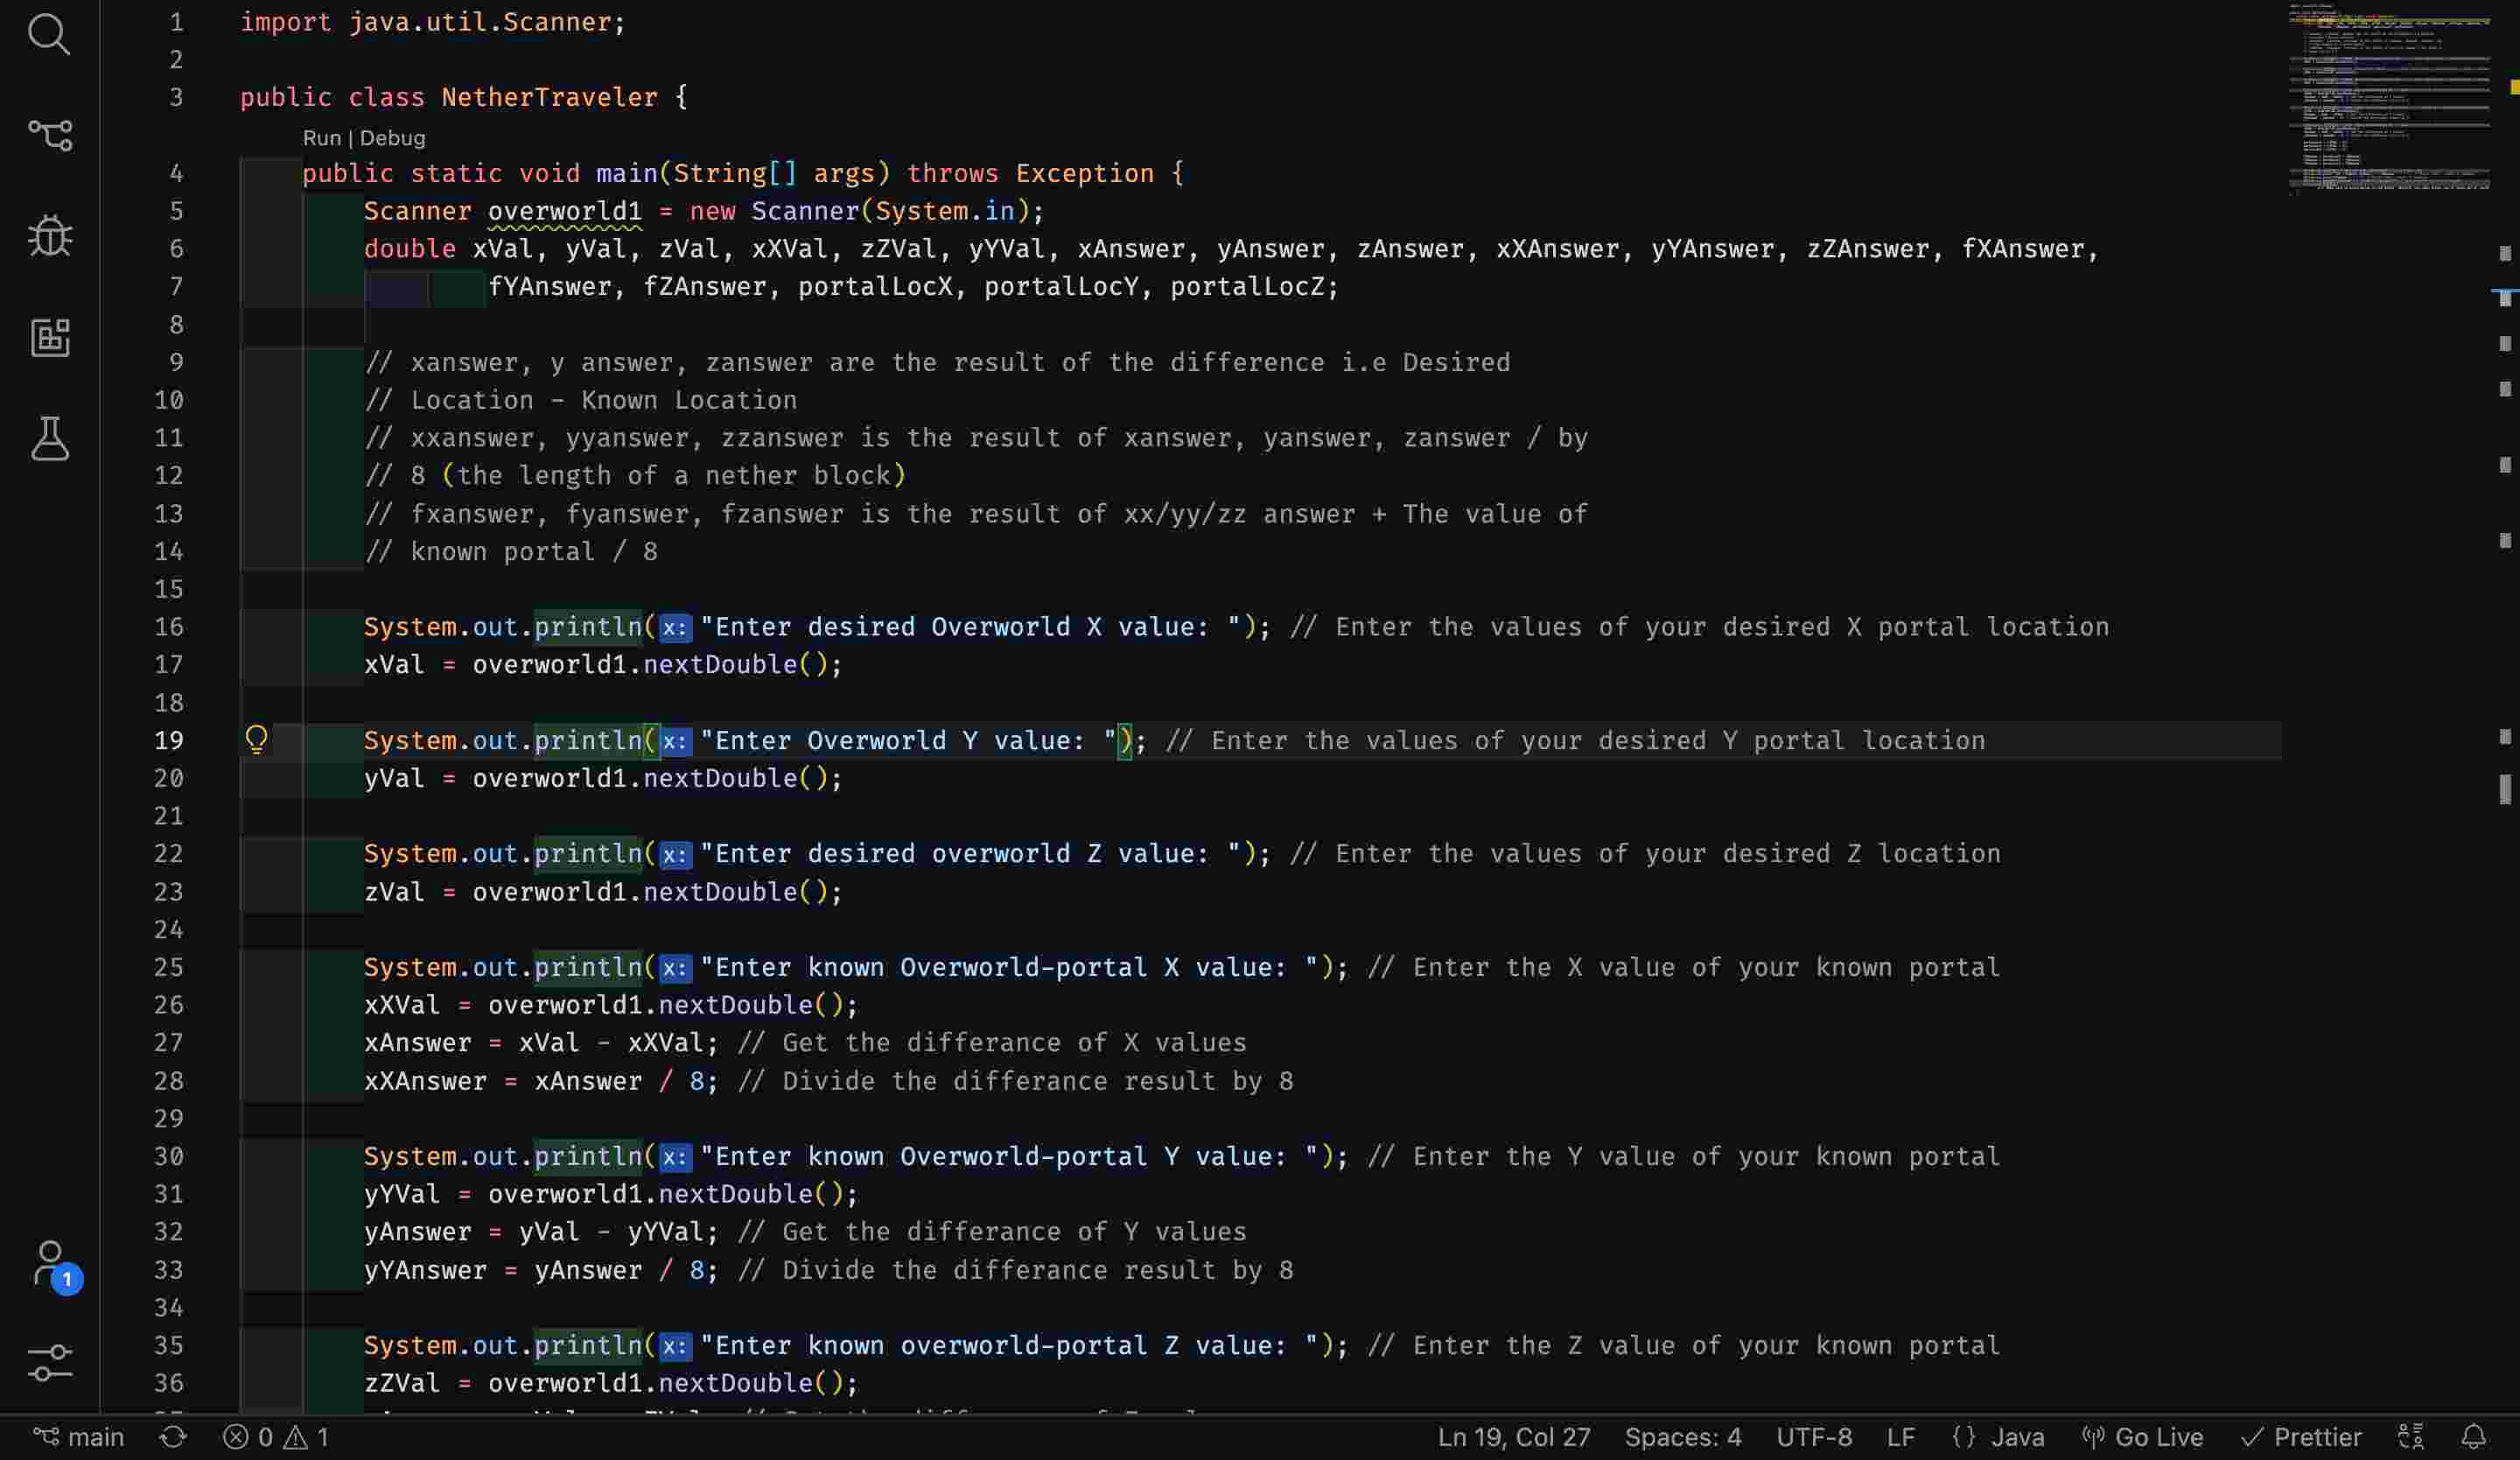 1 import java.util.Scanner;
2
3 public class NetherTraveler {
Run | Debug
4 public static void main(String[] args) throws Exception {
5 Scanner overworld1 = new Scanner(System.in);
6 double xVal, yVal, zVal, xXVal, zZVal, yYVal, xAnswer, yAnswer, zAnswer, xXAnswer, yYAnswer, zZAnswer, fXAnswer,
7 fYAnswer, fZAnswer, portalLocX, portalLocY, portalLocZ;
8
9 // xanswer, y answer, zanswer are the result of the difference i.e Desired
10 // Location - Known Location
11 // xxanswer, yyanswer, zzanswer is the result of xanswer, yanswer, zanswer / by
12 // 8 (the length of a nether block)
13 // fxanswer, fyanswer, fzanswer is the result of xx/yy/zz answer + The value of
14 // known portal / 8
15
16 System.out.println(x: "Enter desired Overworld X value: "); // Enter the values of your desired X portal location
17 xVal = overworld1.nextDouble();
18
19 System.out.println(x: "Enter Overworld Y value: "); // Enter the values of your desired Y portal location
20 yVal = overworld1.nextDouble();
21
22 System.out.println(x: "Enter desired overworld Z value: "); // Enter the values of your desired Z location
23 zVal = overworld1.nextDouble();
24
25 System.out.println(x: "Enter known Overworld-portal X value: "); // Enter the X value of your known portal
26 xXVal = overworld1.nextDouble();
27 xAnswer = xVal - xXVal; // Get the differance of X values
28 xXAnswer = xAnswer / 8; // Divide the differance result by 8
29
30 System.out.println(x: "Enter known Overworld-portal Y value: "); // Enter the Y value of your known portal
31 yYVal = overworld1.nextDouble();
32 yAnswer = yVal - yYVal; // Get the differance of Y values
33 yYAnswer = yAnswer / 8; // Divide the differance result by 8
34
35 System.out.println(x: "Enter known overworld-portal Z value: "); // Enter the Z value of your known portal
36 zZVal = overworld1.nextDouble();
1
main 0 1 Ln 19, Col 27 Spaces: 4 UTF-8 LF {} Java Go Live Prettier